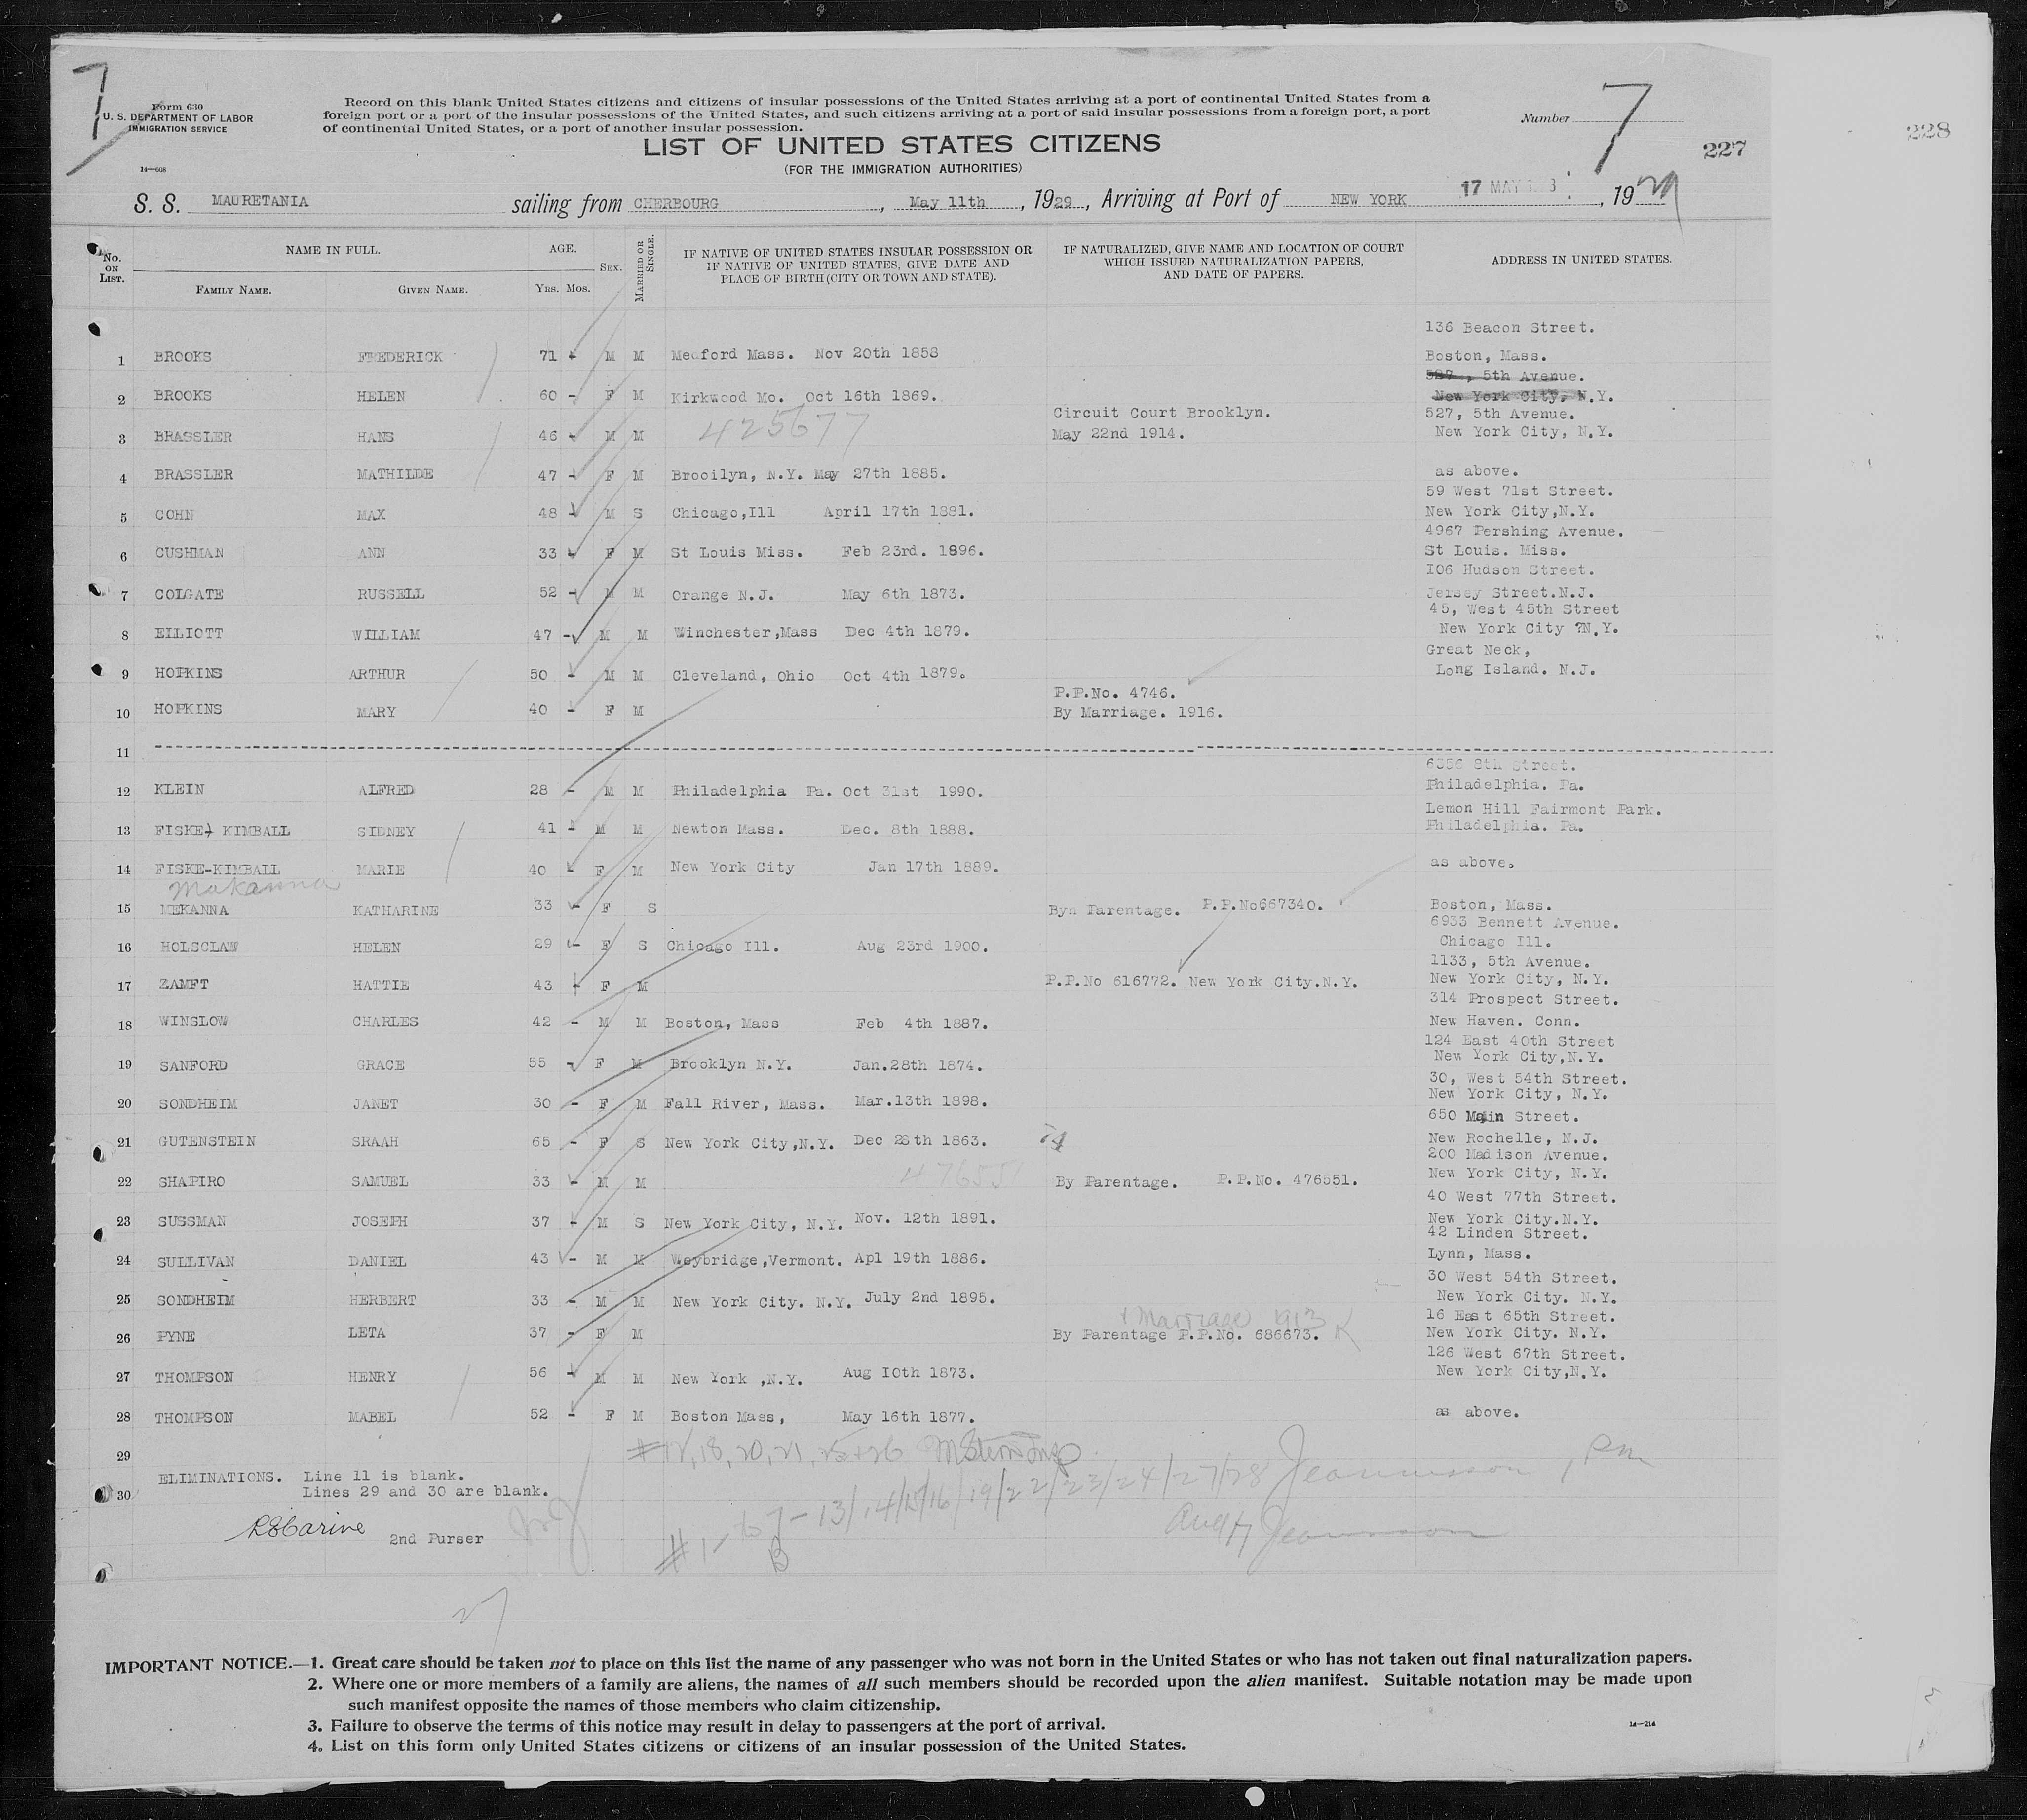 7
Form 630
U. S. DEPARTMENT OF LABOR
IMMIGRATION SERVICE
14—608
Record on this blank United States citizens and citizens of insular possessions of the United States arriving at a port of continental United States from a
foreign port or a port of the insular possessions of the United States, and such citizens arriving at a port of said insular possessions from a foreign port, a port
of continental United States, or a port of another insular possession.
Number 7
227
228
LIST OF UNITED STATES CITIZENS
(FOR THE IMMIGRATION AUTHORITIES)
S. S. MAURETANIA sailing from CHERBOURG, May 11th, 1929, Arriving at Port of NEW YORK 17 MAY, 1929
No. ON LIST. NAME IN FULL. FAMILY NAME. GIVEN NAME. AGE. YRS. MOS. SEX. MARRIED OR SINGLE. IF NATIVE OF UNITED STATES INSULAR POSSESSION OR IF NATIVE OF UNITED STATES, GIVE DATE AND PLACE OF BIRTH (CITY OR TOWN AND STATE). IF NATURALIZED, GIVE NAME AND LOCATION OF COURT WHICH ISSUED NATURALIZATION PAPERS, AND DATE OF PAPERS. ADDRESS IN UNITED STATES.
136 Beacon Street.
1 BROOKS FREDERICK 71 - M M Medford Mass. Nov 20th 1858 Boston, Mass.
527, 5th Avenue.
2 BROOKS HELEN 60 - F M Kirkwood Mo. Oct 16th 1869. New York City, N.Y.
425677 Circuit Court Brooklyn. 527, 5th Avenue.
3 BRASSLER HANS 46 - M M May 22nd 1914. New York City, N.Y.
4 BRASSLER MATHILDE 47 - F M Brooilyn, N.Y. May 27th 1885. as above.
59 West 71st Street.
5 COHN MAX 48 - M S Chicago,Ill April 17th 1881. New York City,N.Y.
4967 Pershing Avenue.
6 CUSHMAN ANN 33 - F M St Louis Miss. Feb 23rd. 1896. St Louis. Miss.
I06 Hudson Street.
7 COLGATE RUSSELL 52 - M M Orange N.J. May 6th 1873. Jersey Street.N.J.
45, West 45th Street
8 ELLIOTT WILLIAM 47 - M M Winchester,Mass Dec 4th 1879. New York City ?N.Y.
Great Neck,
9 HOPKINS ARTHUR 50 - M M Cleveland, Ohio Oct 4th 1879. Long Island. N.J.
P.P.No. 4746.
10 HOPKINS MARY 40 - F M By Marriage. 1916.
11
6356 8th Street.
12 KLEIN ALFRED 28 - M M Philadelphia Pa. Oct 31st 1990. Philadelphia. Pa.
Lemon Hill Fairmont Park.
13 FISKE KIMBALL SIDNEY 41 - M M Newton Mass. Dec. 8th 1888. Philadelphia. Pa.
14 FISKE-KIMBALL MARIE 40 - F M New York City Jan 17th 1889. as above.
Makanna
15 MEKANNA KATHARINE 33 - F S Byn Parentage. P.P.No667340. Boston, Mass.
6933 Bennett Avenue.
16 HOLSCLAW HELEN 29 - F S Chicago Ill. Aug 23rd 1900. Chicago Ill.
1133, 5th Avenue.
17 ZAMFT HATTIE 43 - F M P.P.No 616772. New York City.N.Y. New York City, N.Y.
314 Prospect Street.
18 WINSLOW CHARLES 42 - M M Boston, Mass Feb 4th 1887. New Haven. Conn.
124 East 40th Street
19 SANFORD GRACE 55 - F M Brooklyn N.Y. Jan.28th 1874. New York City,N.Y.
30, West 54th Street.
20 SONDHEIM JANET 30 - F M Fall River, Mass. Mar.13th 1898. New York City, N.Y.
650 Main Street.
21 GUTENSTEIN SRAAH 65 - F S New York City,N.Y. Dec 28th 1863. New Rochelle, N.J.
200 Madison Avenue.
22 SHAPIRO SAMUEL 33 - M M 47655 By Parentage. P.P.No. 476551. New York City, N.Y.
40 West 77th Street.
23 SUSSMAN JOSEPH 37 - M S New York City, N.Y. Nov. 12th 1891. New York City.N.Y.
42 Linden Street.
24 SULLIVAN DANIEL 43 - M M Weybridge,Vermont. Apl 19th 1886. Lynn, Mass.
30 West 54th Street.
25 SONDHEIM HERBERT 33 - M M New York City. N.Y. July 2nd 1895. New York City. N.Y.
+ Marriage 1913 16 East 65th Street.
26 PYNE LETA 37 - F M By Parentage P.P.No. 686673. New York City. N.Y.
126 West 67th Street.
27 THOMPSON HENRY 56 - M M New York ,N.Y. Aug I0th 1873. New York City,N.Y.
28 THOMPSON MABEL 52 - F M Boston Mass, May 16th 1877. as above.
29 #12,18,20,21,25+26
ELIMINATIONS. Line 11 is blank.
30 Lines 29 and 30 are blank.
#1- to 7-13/14/15/16/19/22/23/24/27/28
2nd Purser
27
IMPORTANT NOTICE.—1. Great care should be taken not to place on this list the name of any passenger who was not born in the United States or who has not taken out final naturalization papers.
2. Where one or more members of a family are aliens, the names of all such members should be recorded upon the alien manifest. Suitable notation may be made upon
such manifest opposite the names of those members who claim citizenship.
3. Failure to observe the terms of this notice may result in delay to passengers at the port of arrival.
14—214
4. List on this form only United States citizens or citizens of an insular possession of the United States.